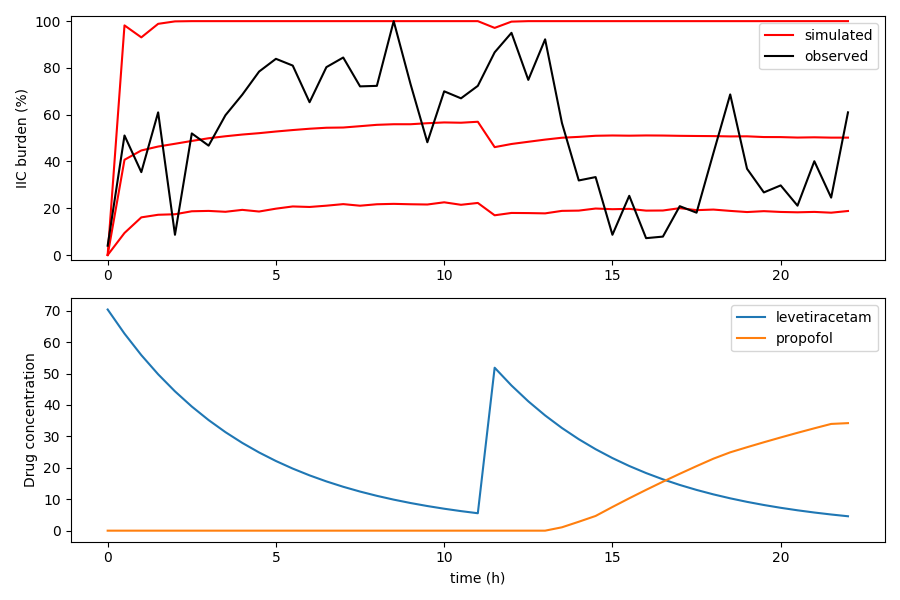 IIC burden (%)
100
80
60
40
20
0
simulated
observed
0 5 10 15 20
Drug concentration
70
60
50
40
30
20
10
0
levetiracetam
propofol
0 5 10 15 20
time (h)